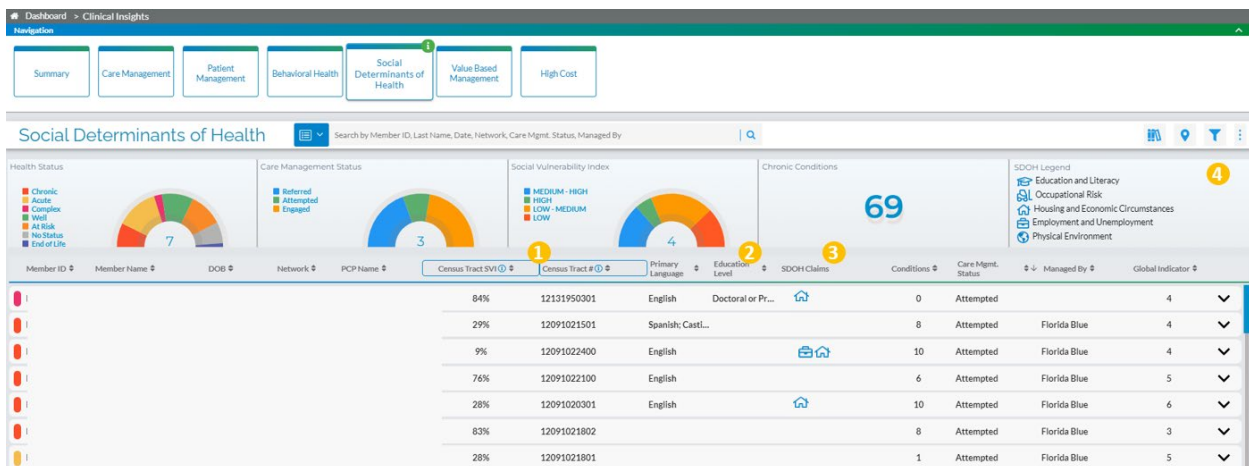 Dashboard > Clinical Insights
Navigation
Summary
Care Management
Patient Management
Behavioral Health
Social Determinants of Health
i
Value Based Management
High Cost
Social Determinants of Health
Search by Member ID, Last Name, Date, Network, Care Mgmt. Status, Managed By
Health Status
Chronic
Acute
Complex
Well
At Risk
No Status
End of Life
7
Care Management Status
Referred
Attempted
Engaged
3
Social Vulnerability Index
MEDIUM - HIGH
HIGH
LOW - MEDIUM
LOW
4
Chronic Conditions
69
SDOH Legend
4
Education and Literacy
Occupational Risk
Housing and Economic Circumstances
Employment and Unemployment
Physical Environment
1 2 3
Member ID Member Name DOB Network PCP Name Census Tract SVI Census Tract # Primary Language Education Level SDOH Claims Conditions Care Mgmt. Status Managed By Global Indicator
84% 12131950301 English Doctoral or Pr... 0 Attempted 4
29% 12091021501 Spanish; Casti... 8 Attempted Florida Blue 4
9% 12091022400 English 10 Attempted Florida Blue 4
76% 12091022100 English 6 Attempted Florida Blue 5
28% 12091020301 English 10 Attempted Florida Blue 6
83% 12091021802 8 Attempted Florida Blue 3
28% 12091021801 1 Attempted Florida Blue 5